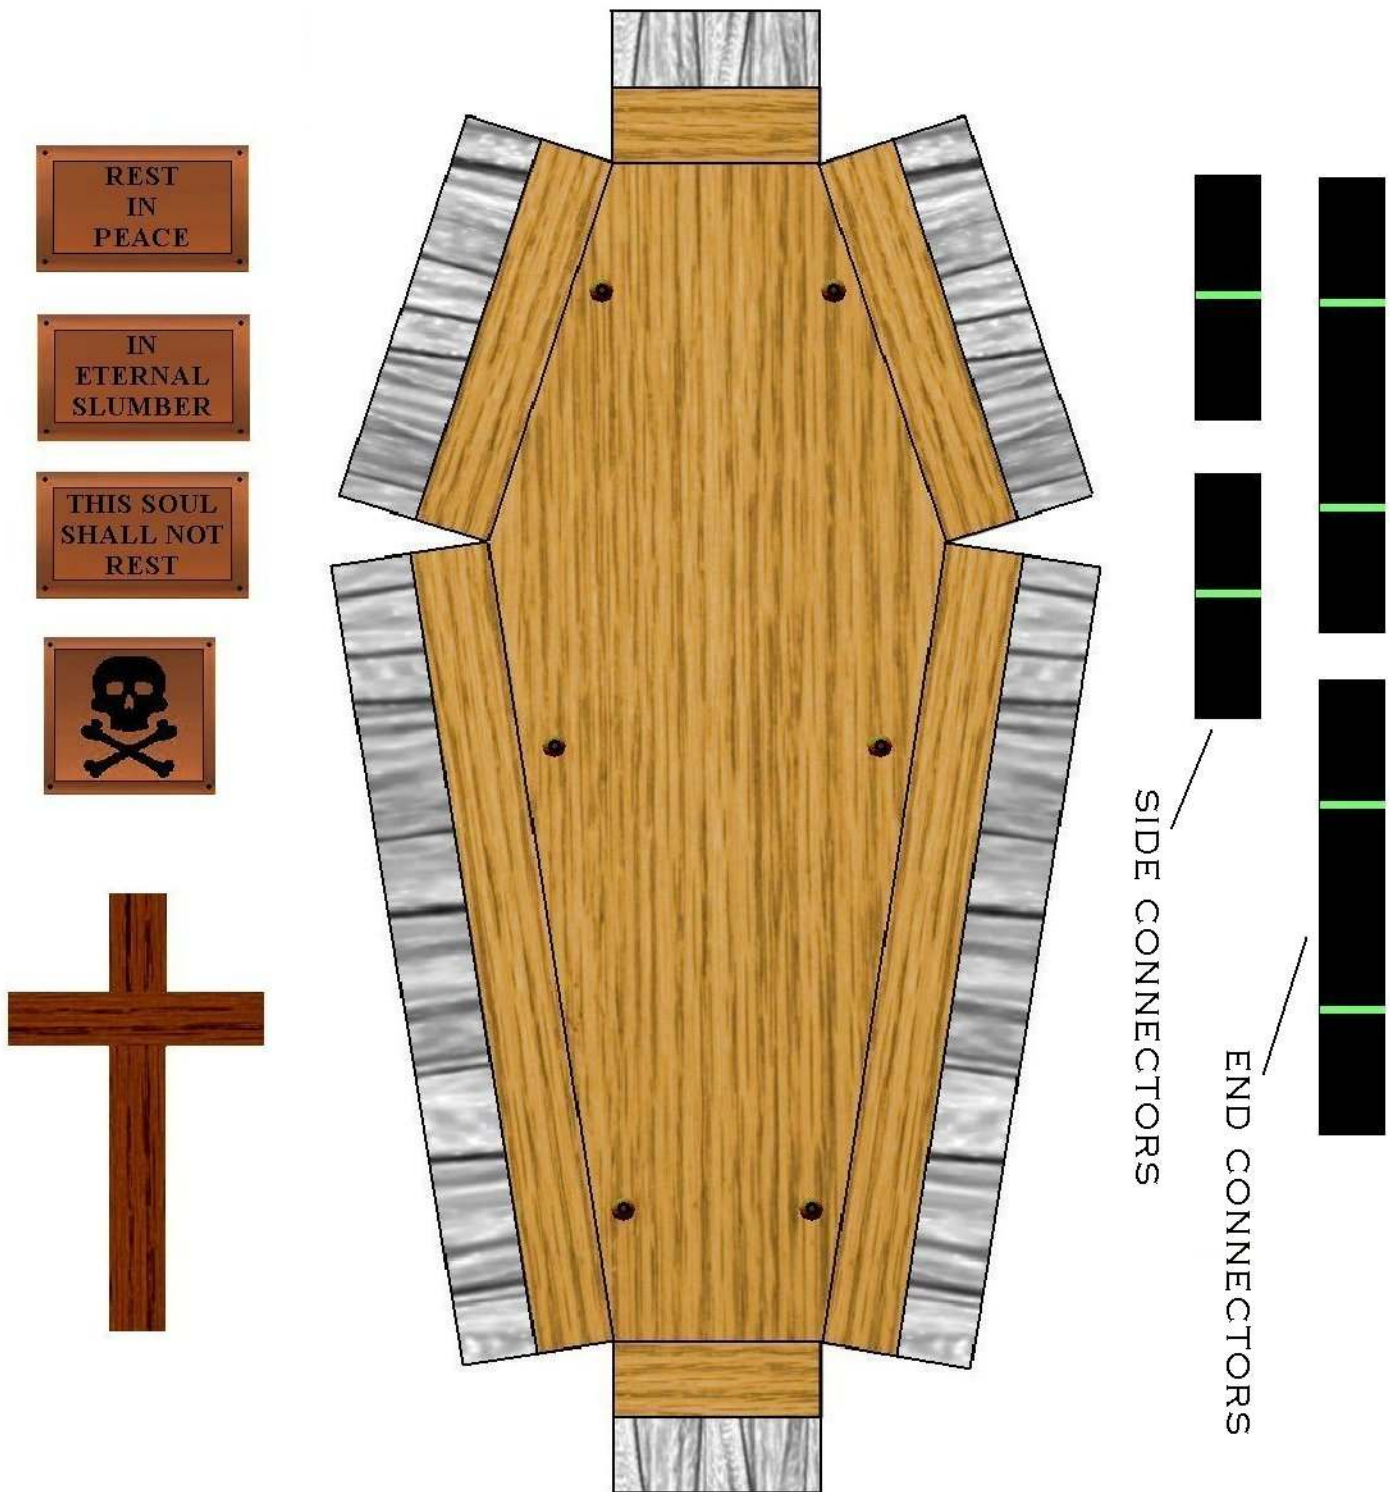 REST
IN
PEACE
IN
ETERNAL
SLUMBER
THIS SOUL
SHALL NOT
REST
SIDE CONNECTORS
END CONNECTORS